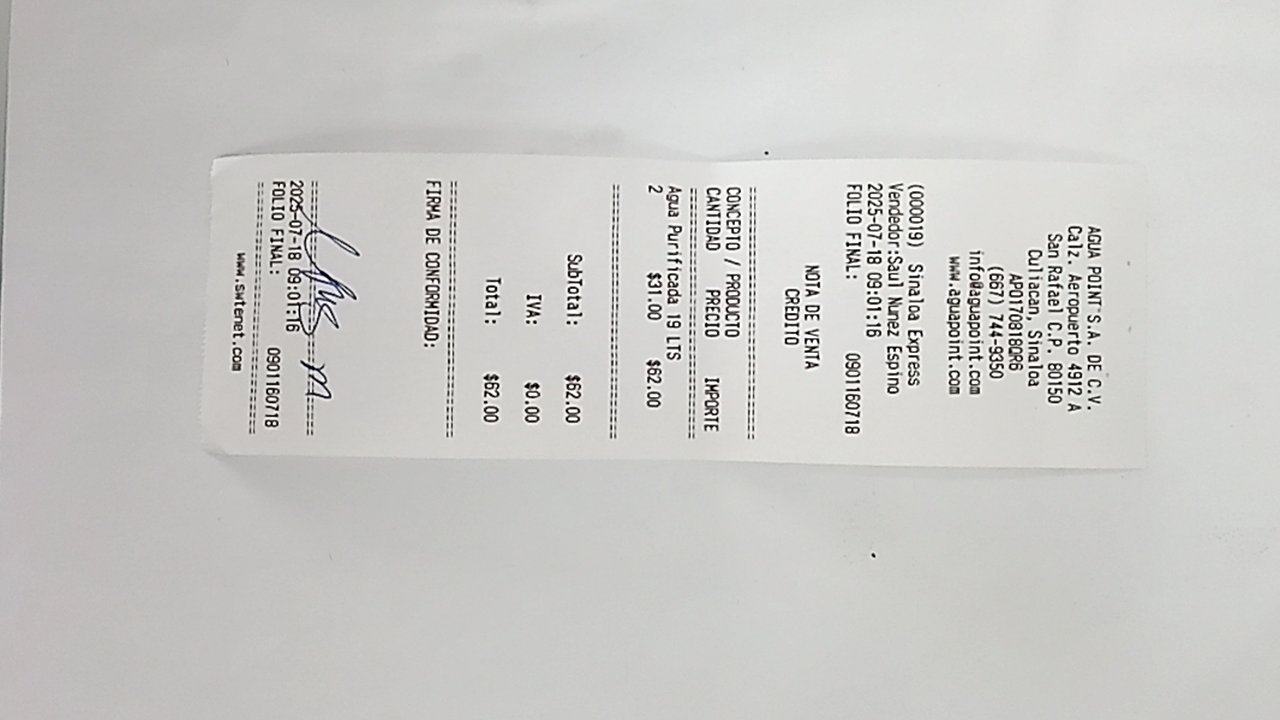 AGUA POINT S.A. DE C.V.
Calz. Aeropuerto 4912 A
San Rafael C.P. 80150
Culiacan, Sinaloa
APO170818QR6
(667) 744-9350
info@aguapoint.com
www.aguapoint.com
(000019) Sinaloa Express
Vendedor:Saul Nunez Espino
2025-07-18 09:01:16
FOLIO FINAL: 0901160718
NOTA DE VENTA
CREDITO
==============================
CONCEPTO / PRODUCTO
CANTIDAD PRECIO IMPORTE
==============================
Agua Purificada 19 LTS
2 $31.00 $62.00
==============================
SubTotal: $62.00
IVA: $0.00
Total: $62.00
==============================
FIRMA DE CONFORMIDAD:
==============================
2025-07-18 09:01:16
FOLIO FINAL: 0901160718
==============================
www.swtenet.com